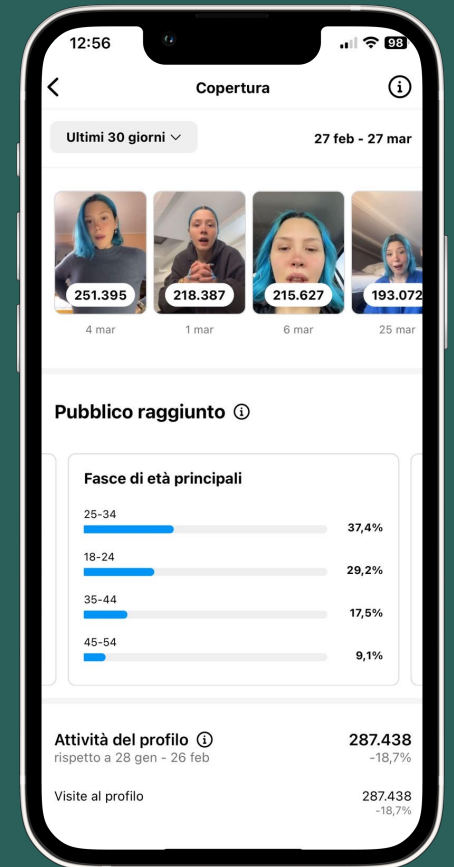 12:56
98
Copertura
Ultimi 30 giorni
27 feb - 27 mar
251.395
218.387
215.627
193.072
4 mar
1 mar
6 mar
25 mar
Pubblico raggiunto
Fasce di età principali
25-34
37,4%
18-24
29,2%
35-44
17,5%
45-54
9,1%
Attività del profilo
287.438
rispetto a 28 gen - 26 feb
-18,7%
Visite al profilo
287.438
-18,7%